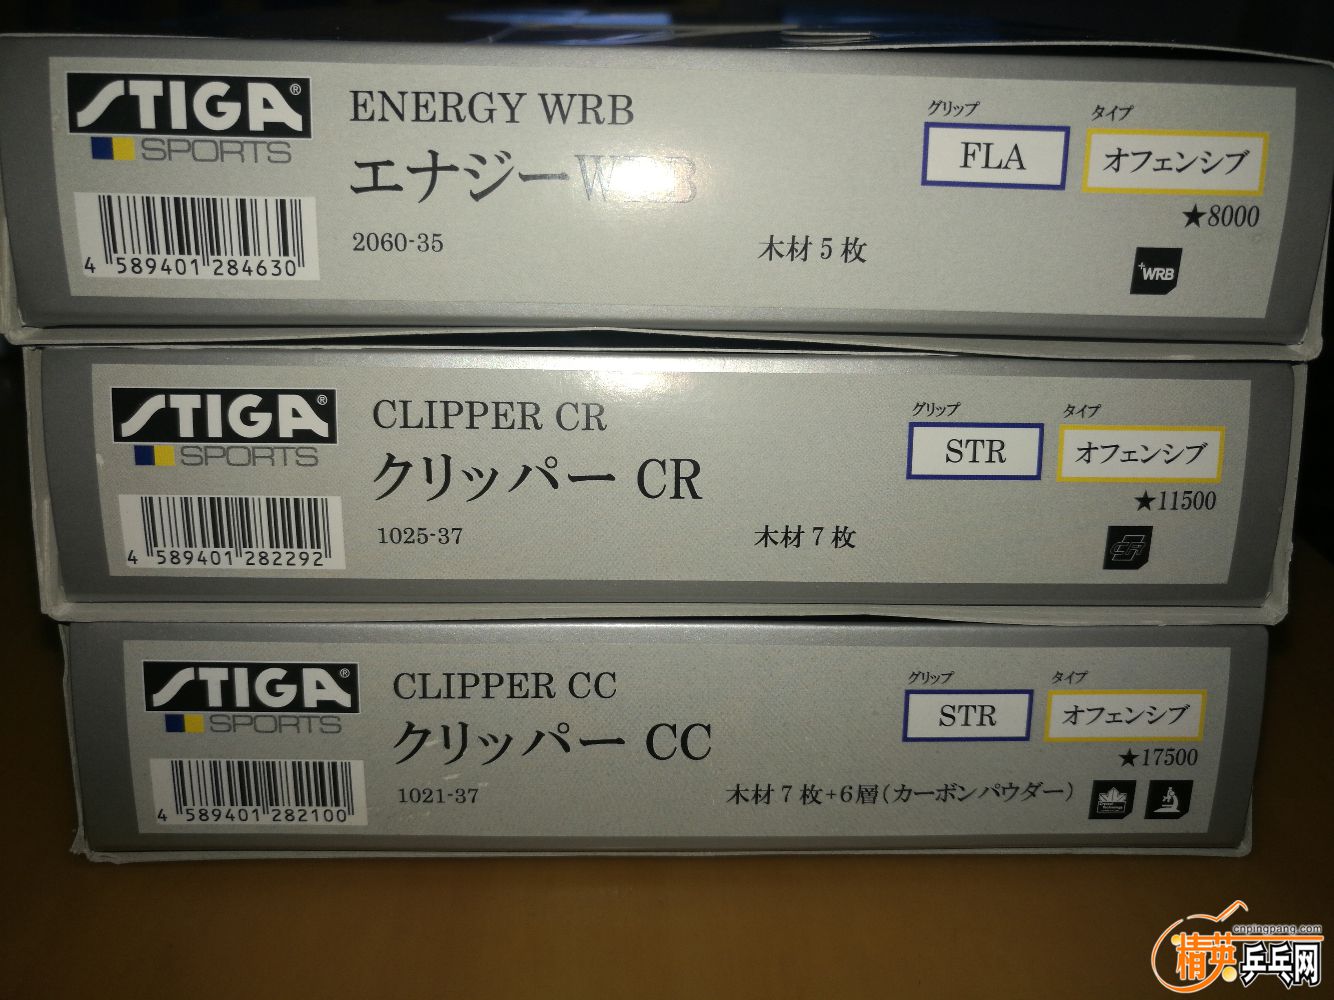 STIGA®
SPORTS
4 589401 284630
ENERGY WRB
エナジーWRB
2060-35
木材5枚
グリップ
FLA
タイプ
オフェンシブ
★8000
+WRB
STIGA®
SPORTS
4 589401 282292
CLIPPER CR
クリッパー CR
1025-37
木材7枚
グリップ
STR
タイプ
オフェンシブ
★11500
CR
STIGA®
SPORTS
4 589401 282100
CLIPPER CC
クリッパー CC
1021-37
木材7枚+6層(カーボンパウダー)
グリップ
STR
タイプ
オフェンシブ
★17500
Crystal
Technology
cnpingpang.com
精英乒乓网